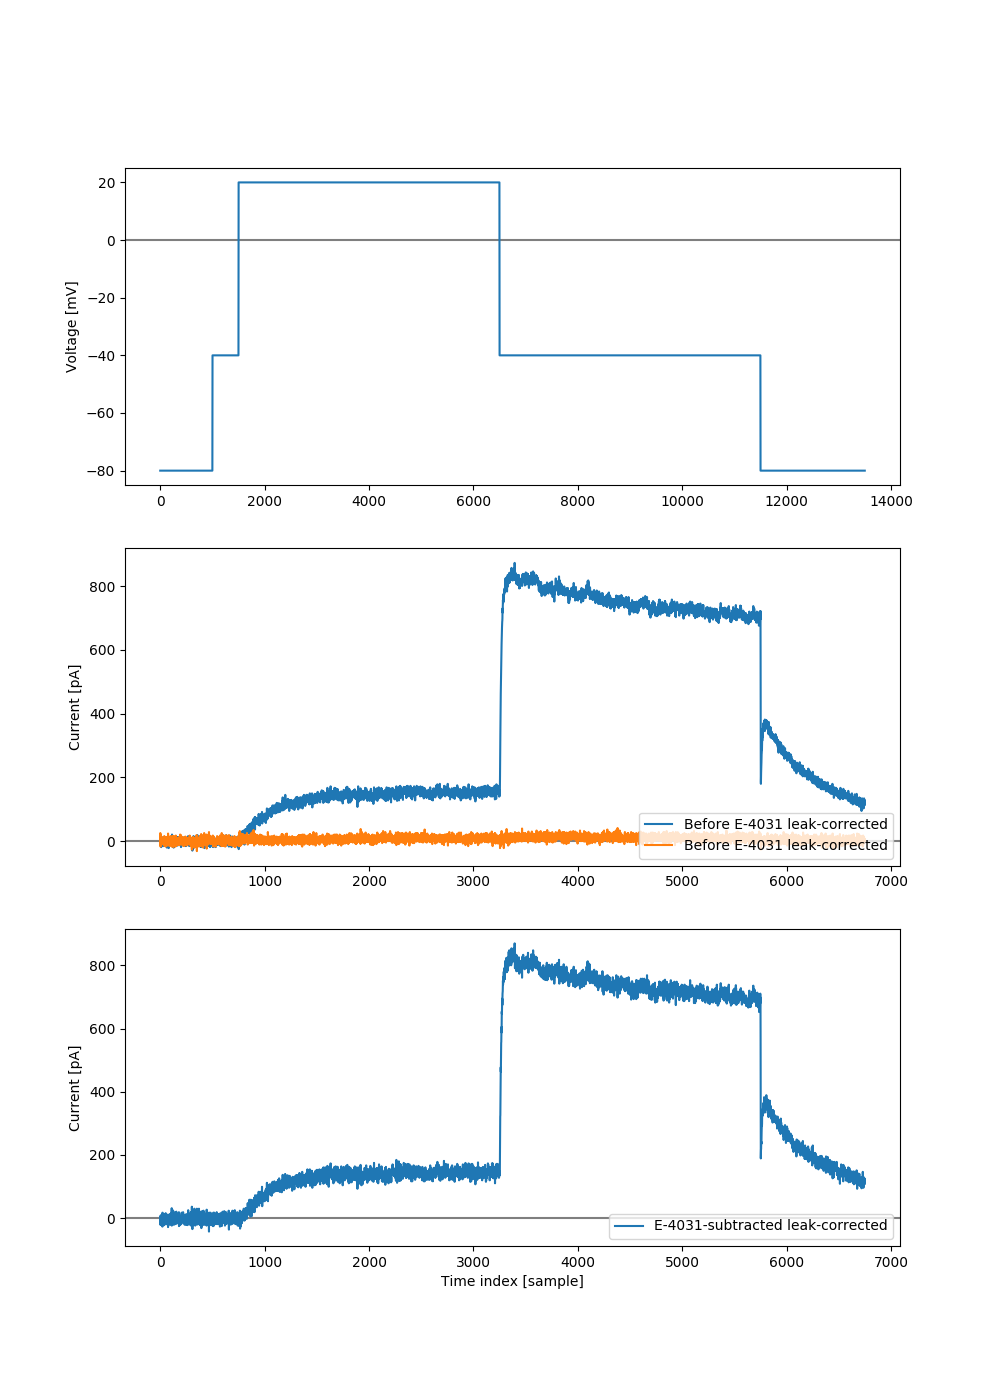 Voltage [mV]
20
0
−20
−40
−60
−80
0 2000 4000 6000 8000 10000 12000 14000
Current [pA]
800
600
400
200
0
Before E-4031 leak-corrected
Before E-4031 leak-corrected
0 1000 2000 3000 4000 5000 6000 7000
Current [pA]
800
600
400
200
0
E-4031-subtracted leak-corrected
0 1000 2000 3000 4000 5000 6000 7000
Time index [sample]